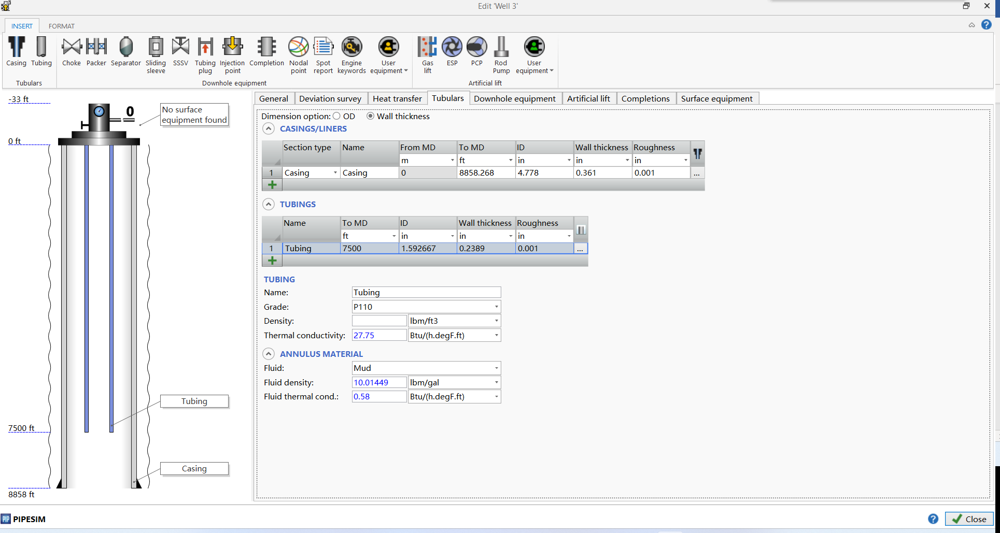 Edit 'Well 3'
INSERT FORMAT
Casing Tubing Choke Packer Separator Sliding sleeve SSSV Tubing plug Injection point Completion Nodal point Spot report Engine keywords User equipment Gas lift ESP PCP Rod Pump User equipment
Tubulars Downhole equipment Artificial lift
-33 ft
0
No surface
equipment found
0 ft
Tubing
7500 ft
Casing
8858 ft
General Deviation survey Heat transfer Tubulars Downhole equipment Artificial lift Completions Surface equipment
Dimension option: OD Wall thickness
CASINGS/LINERS
Section type Name From MD To MD ID Wall thickness Roughness
m ft in in in
1 Casing Casing 0 8858.268 4.778 0.361 0.001 ...
TUBINGS
Name To MD ID Wall thickness Roughness
ft in in in
1 Tubing 7500 1.592667 0.2389 0.001 ...
TUBING
Name: Tubing
Grade: P110
Density: lbm/ft3
Thermal conductivity: 27.75 Btu/(h.degF.ft)
ANNULUS MATERIAL
Fluid: Mud
Fluid density: 10.01449 lbm/gal
Fluid thermal cond.: 0.58 Btu/(h.degF.ft)
PIP PIPESIM
? Close